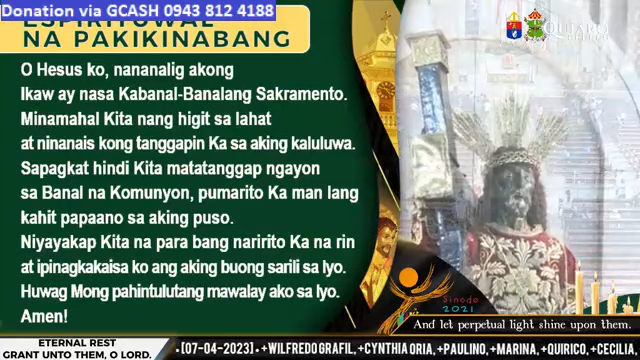 Donation via GCASH 0943 812 4188
ESPIRITUWAL
NA PAKIKINABANG
QUIAPO
O Hesus ko, nananalig akong
Ikaw ay nasa Kabanal-Banalang Sakramento.
Minamahal Kita nang higit sa lahat
at ninanais kong tanggapin Ka sa aking kaluluwa.
Sapagkat hindi Kita matatanggap ngayon
sa Banal na Komunyon, pumarito Ka man lang
kahit papaano sa aking puso.
Niyayakap Kita na para bang naririto Ka na rin
at ipinagkakaisa ko ang aking buong sarili sa Iyo.
Huwag Mong pahintulutang mawalay ako sa Iyo.
Amen!
Sinodo
2021
And let perpetual light shine upon them.
ETERNAL REST
GRANT UNTO THEM, O LORD.
• [07-04-2023] • +WILFREDO GRAFIL, +CYNTHIA ORIA, +PAULINO, +MARINA, +QUIRICO, +CECILIA,